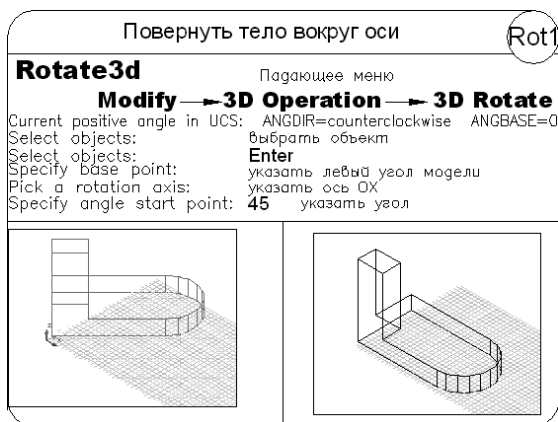 Повернуть тело вокруг оси
Rot1
Rotate3d
Падающее меню
Modify 3D Operation 3D Rotate
Current positive angle in UCS: ANGDIR=counterclockwise ANGBASE=0
Select objects: выбрать объект
Select objects: Enter
Specify base point: указать левый угол модели
Pick a rotation axis: указать ось OX
Specify angle start point: 45 указать угол